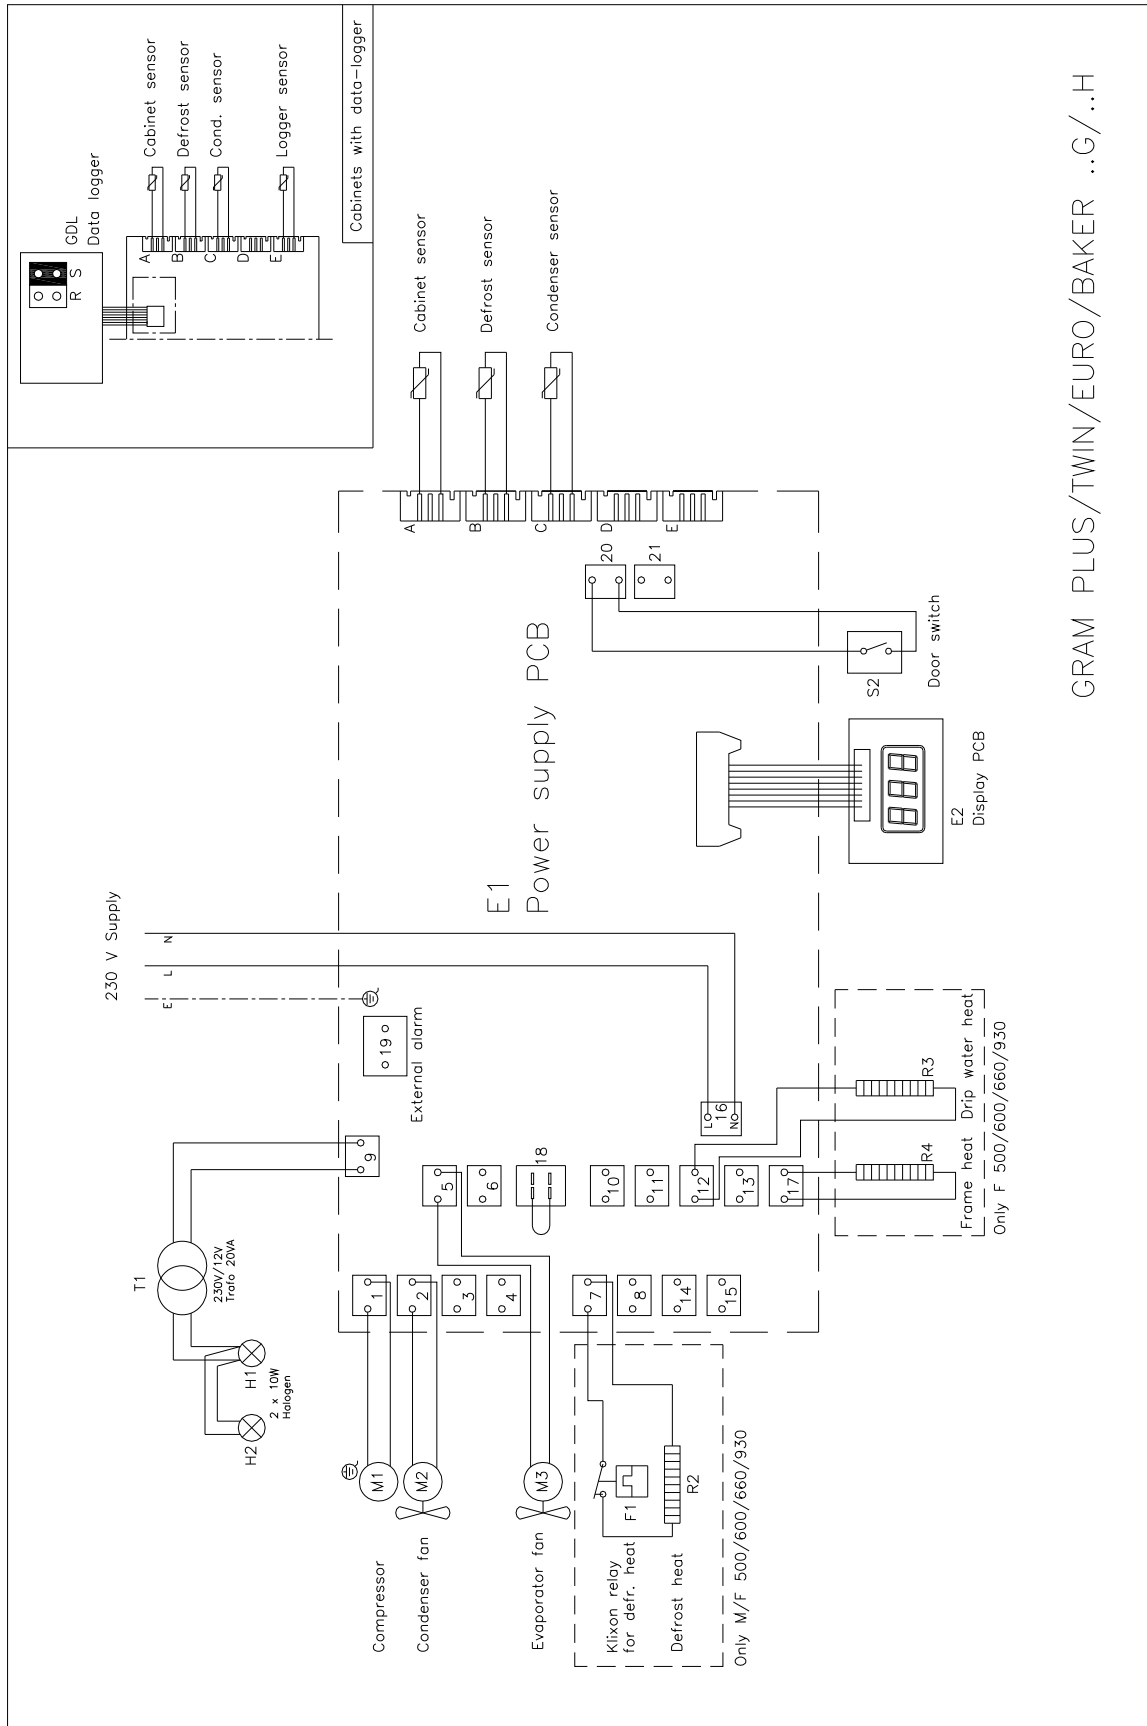 GDL
Data logger
R S
A
B
C
D
E
Cabinet sensor
Defrost sensor
Cond. sensor
Logger sensor
Cabinets with data-logger
Cabinet sensor
Defrost sensor
Condenser sensor
A
B
C
D
E
20
21
S2
Door switch
E2
Display PCB
E1
Power supply PCB
230 V Supply
E
L
N
19
External alarm
L
16
N
T1
230V/12V
Trafo 20VA
H1
H2
2 x 10W
Halogen
9
5
6
18
10
11
12
13
17
1
2
3
4
7
8
14
15
M1
M2
M3
Compressor
Condenser fan
Evaporator fan
F1
R2
Klixon relay
for defr. heat
Defrost heat
Only M/F 500/600/660/930
R4
R3
Frame heat
Drip water heat
Only F 500/600/660/930
GRAM PLUS/TWIN/EURO/BAKER ..G/..H